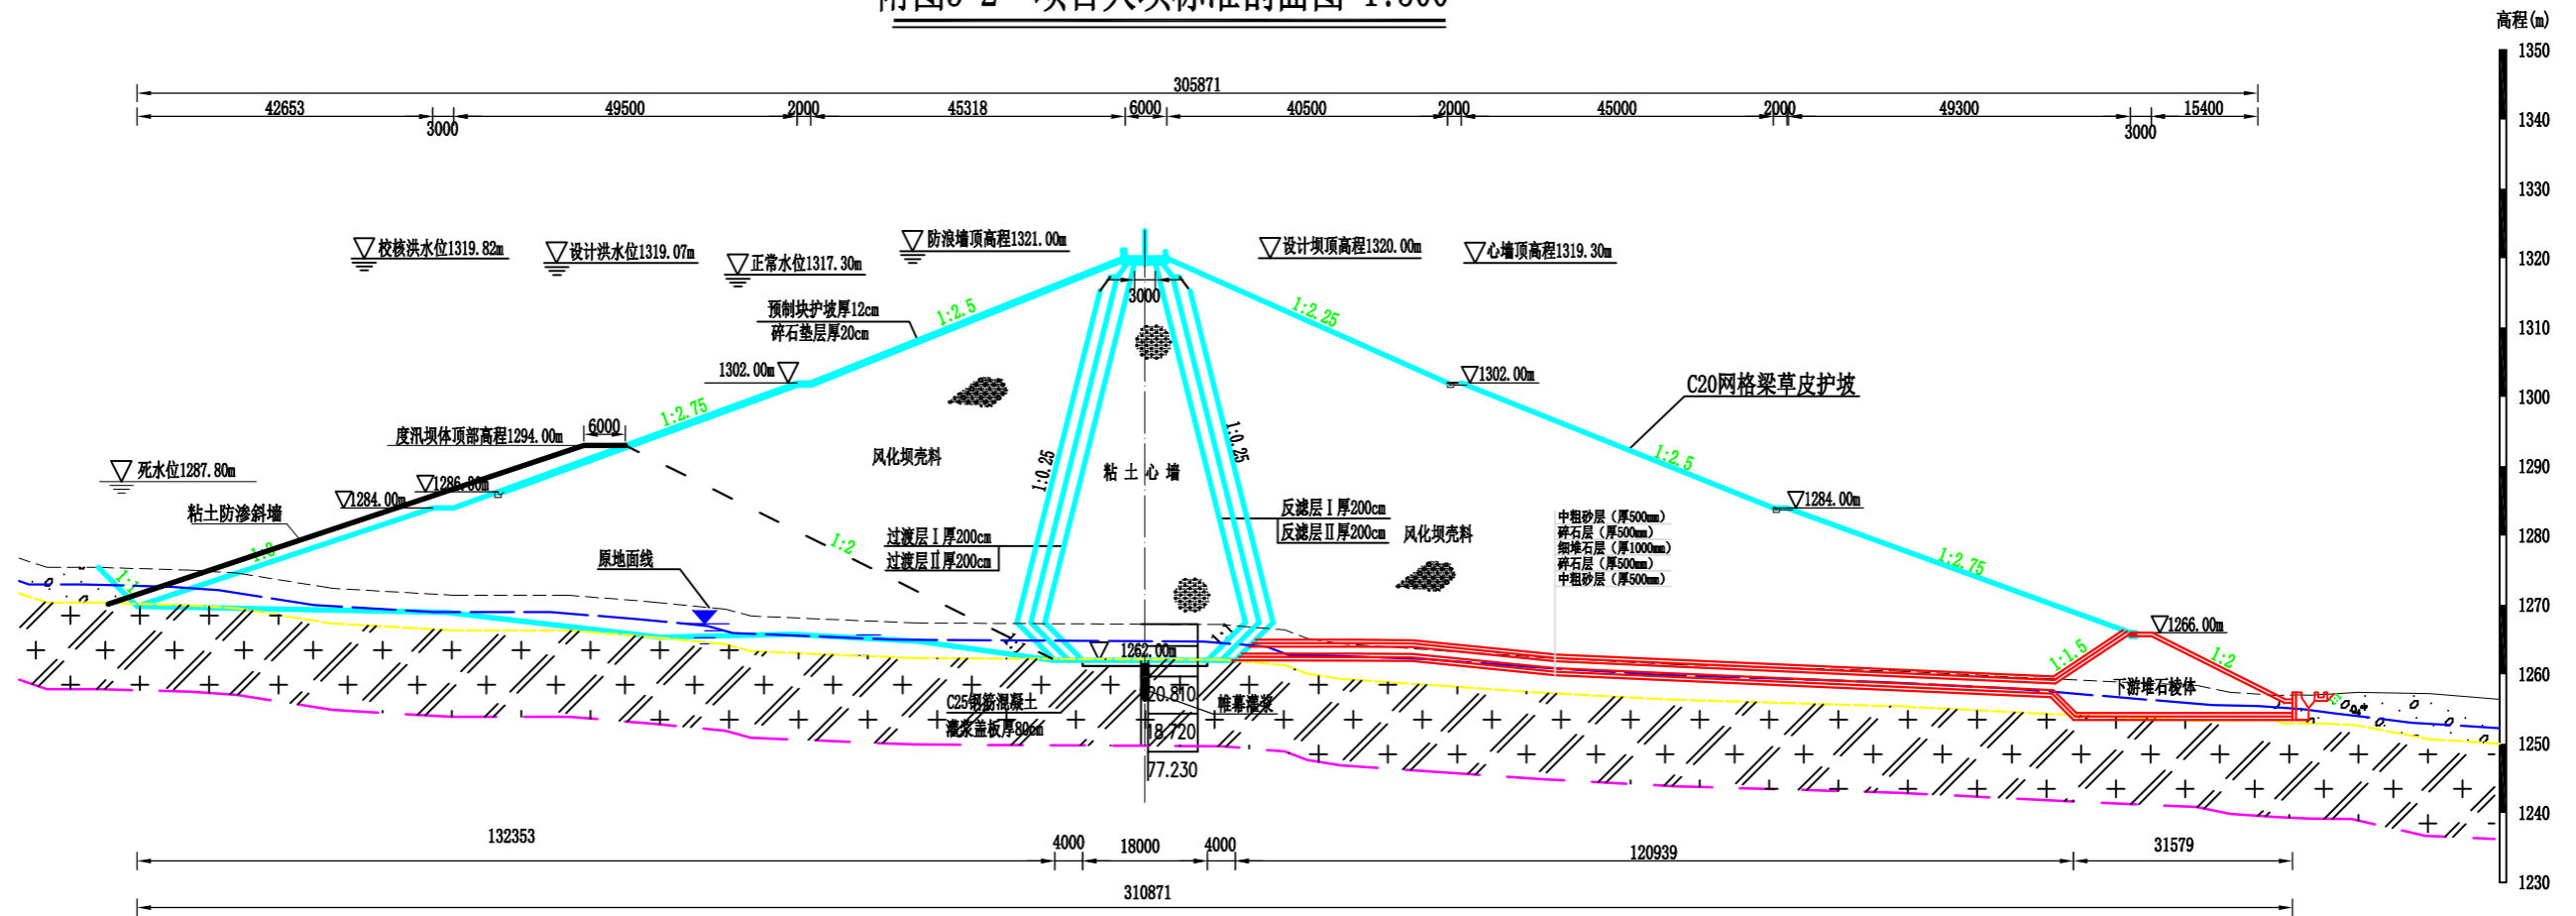 高程(m)
1350
305871
42653
3000
49500
2000
45318
6000
40500
2000
45000
2000
49300
3000
15400
1340
1330
校核洪水位1319.82m
设计洪水位1319.07m
正常水位1317.30m
防浪墙顶高程1321.00m
设计坝顶高程1320.00m
心墙顶高程1319.30m
1320
3000
预制块护坡厚12cm
碎石垫层厚20cm
1:2.5
1:2.25
1310
1302.00m
1302.00m
C20网格梁草皮护坡
1300
1:2.75
6000
度汛坝体顶部高程1294.00m
风化坝壳料
1:0.25
粘土心墙
1:0.25
1:2.5
死水位1287.80m
1286.80m
1284.00m
1284.00m
1290
粘土防渗斜墙
反滤层Ⅰ厚200cm
反滤层Ⅱ厚200cm
风化坝壳料
中粗砂层（厚500mm）
碎石层（厚500mm）
细堆石层（厚1000mm）
碎石层（厚500mm）
中粗砂层（厚500mm）
过渡层Ⅰ厚200cm
过渡层Ⅱ厚200cm
1:2
1:3
1:1
原地面线
1:2.75
1280
1270
1:1
1:1
1262.00m
1266.00m
1:1.5
1:2
下游堆石棱体
1260
C25钢筋混凝土
灌浆盖板厚80cm
20.810
帷幕灌浆
18.720
77.230
1250
1240
132353
4000
18000
4000
120939
31579
1230
310871